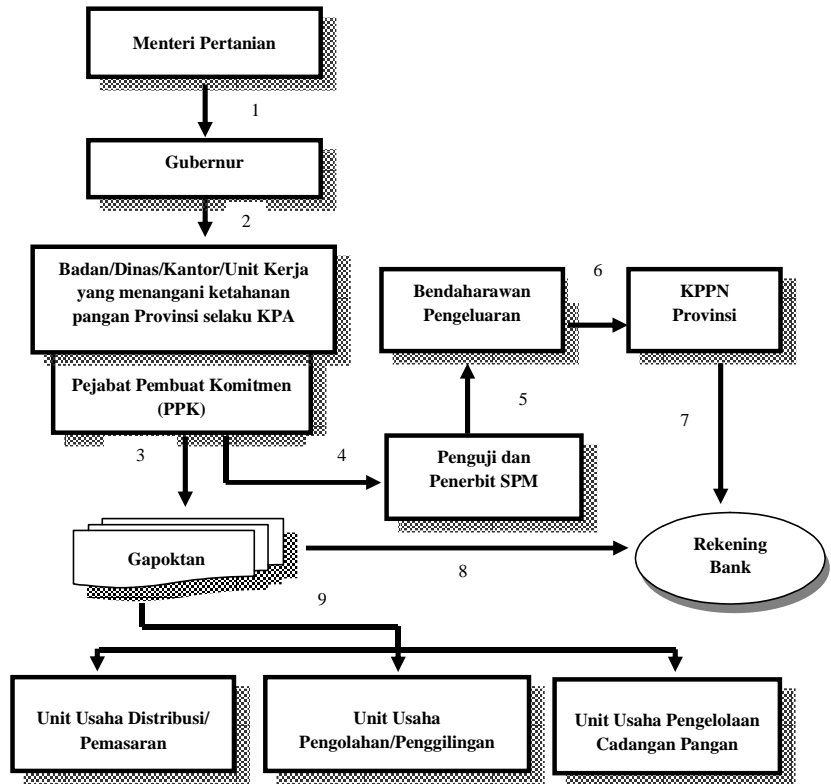 Menteri Pertanian
1
Gubernur
2
Badan/Dinas/Kantor/Unit Kerja
yang menangani ketahanan
pangan Provinsi selaku KPA
Pejabat Pembuat Komitmen
(PPK)
Bendaharawan
Pengeluaran
6
KPPN
Provinsi
3
4
5
7
Penguji dan
Penerbit SPM
Gapoktan
8
Rekening
Bank
9
Unit Usaha Distribusi/
Pemasaran
Unit Usaha
Pengolahan/Penggilingan
Unit Usaha Pengelolaan
Cadangan Pangan